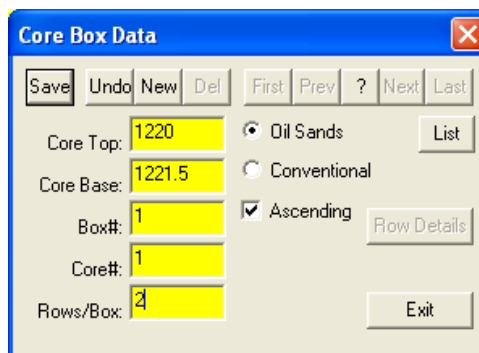 Core Box Data
Save Undo New Del First Prev ? Next Last
Core Top: 1220 Oil Sands List
Core Base: 1221.5 Conventional
Box#: 1 Ascending Row Details
Core#: 1
Rows/Box: 2 Exit